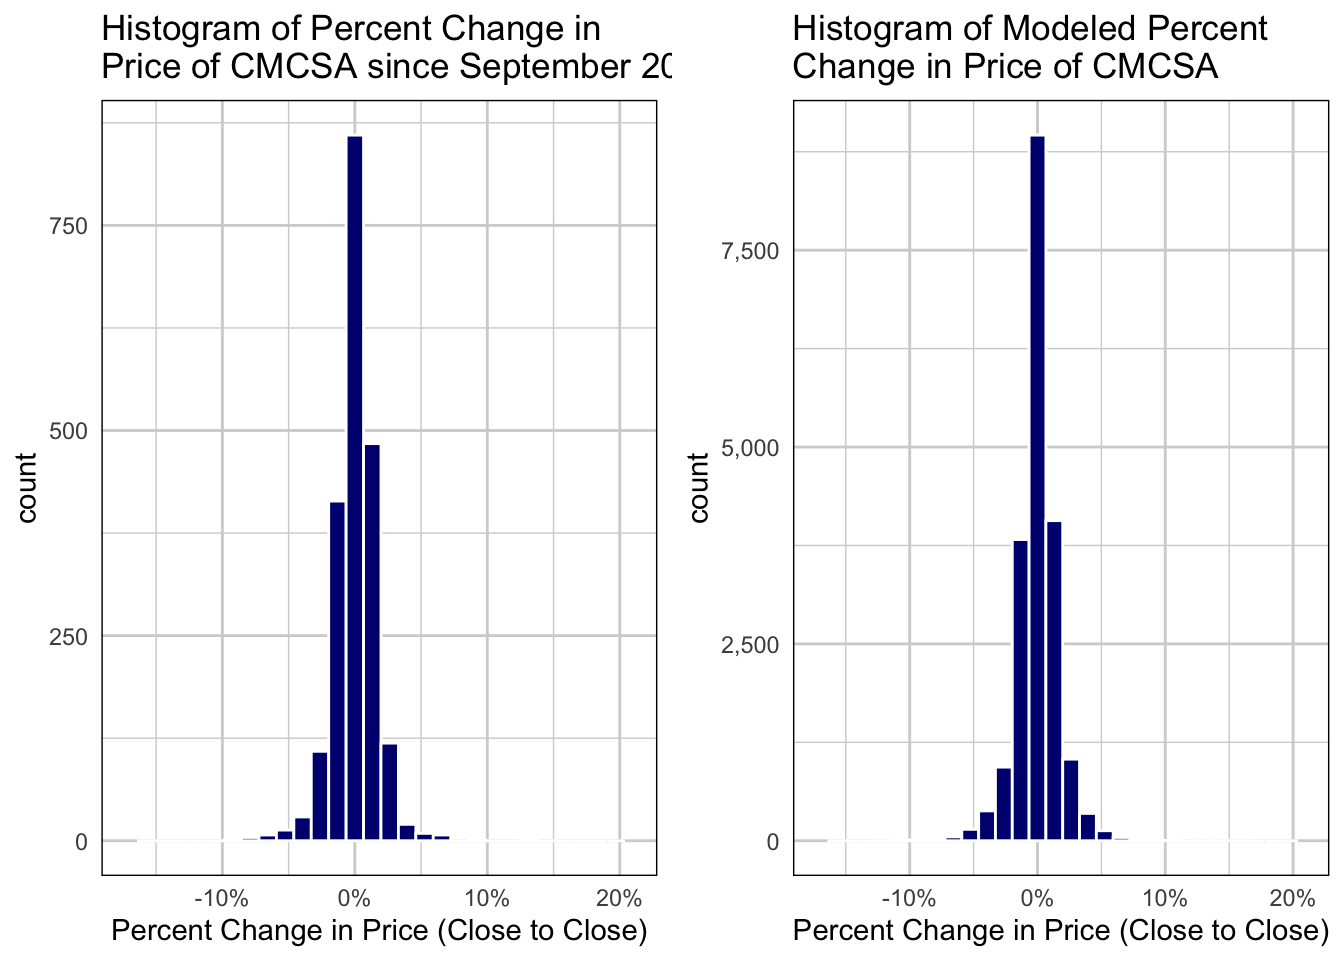 Histogram of Percent Change in
Price of CMCSA since September 20
750
500
250
0
count
-10% 0% 10% 20%
Percent Change in Price (Close to Close)
Histogram of Modeled Percent
Change in Price of CMCSA
7,500
5,000
2,500
0
count
-10% 0% 10% 20%
Percent Change in Price (Close to Close)